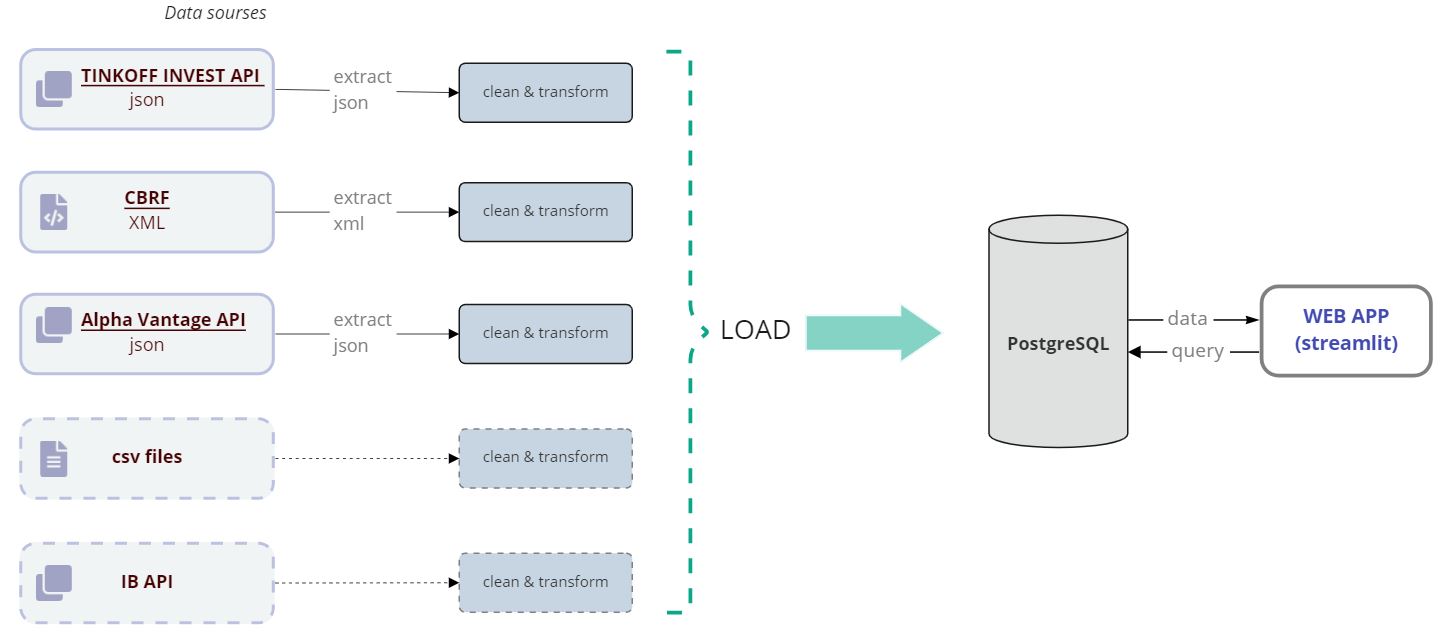 Data sourses
TINKOFF INVEST API
json
extract
json
clean & transform
CBRF
XML
extract
xml
clean & transform
Alpha Vantage API
json
extract
json
clean & transform
csv files
clean & transform
IB API
clean & transform
LOAD
PostgreSQL
data
query
WEB APP
(streamlit)